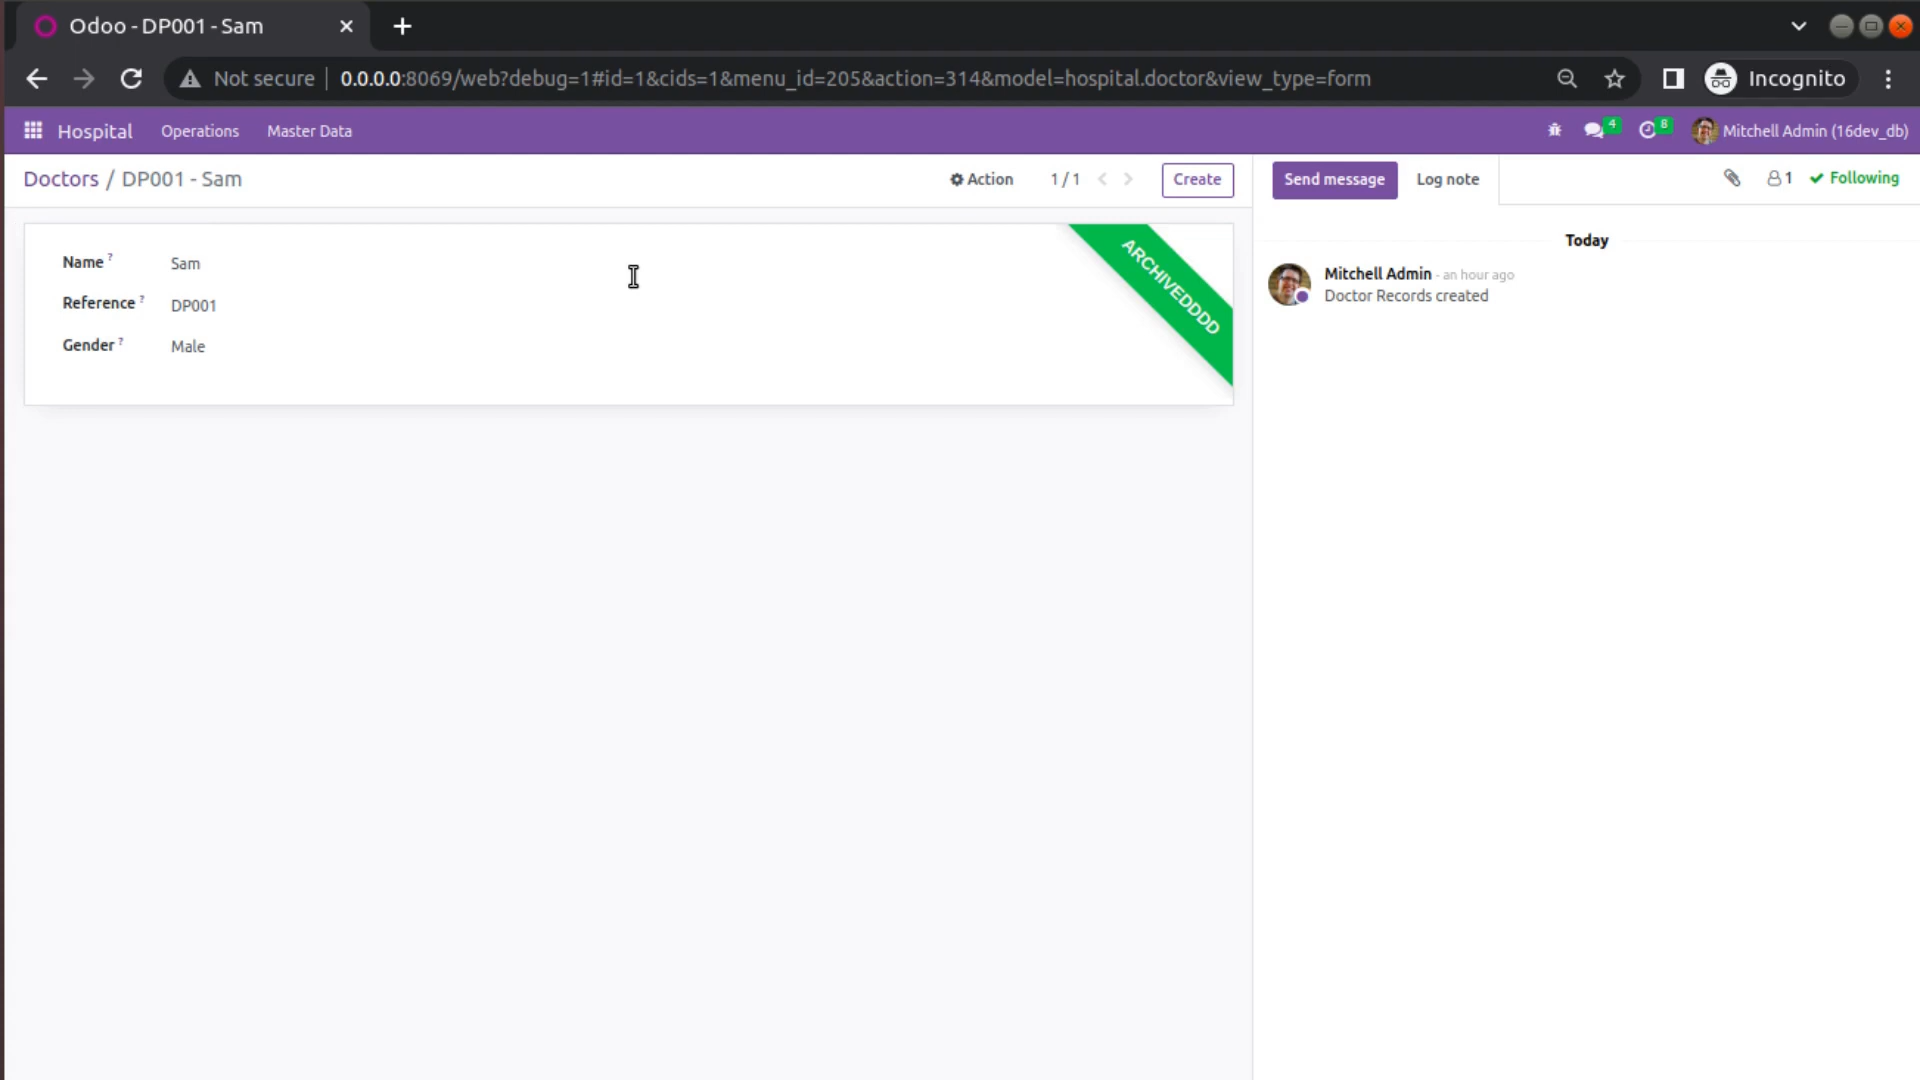 Odoo - DP001 - Sam
Not secure
0.0.0.0:8069/web?debug=1#id=1&cids=1&menu_id=205&action=314&model=hospital.doctor&view_type=form
Incognito
Hospital Operations Master Data
4 8 Mitchell Admin (16dev_db)
Doctors / DP001 - Sam
Action 1 / 1 Create
Send message Log note 1 Following
Name ? Sam
Reference ? DP001
Gender ? Male
ARCHIVEDDDD
Today
Mitchell Admin - an hour ago
Doctor Records created